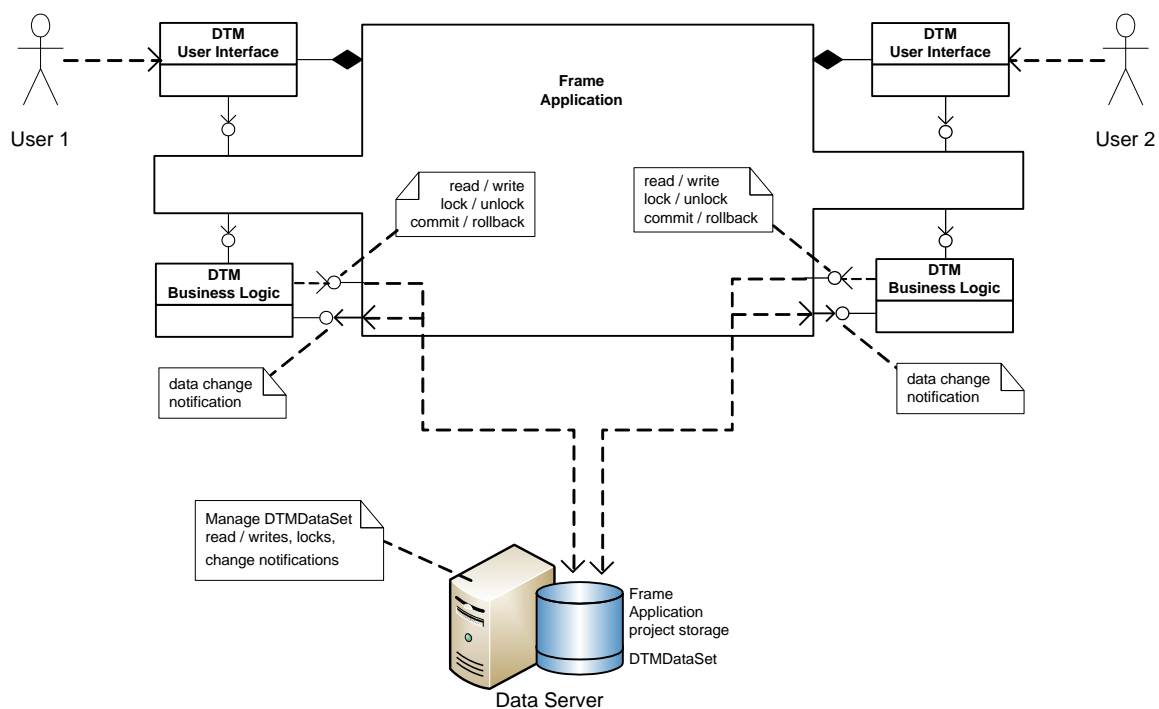 DTM
User Interface
User 1
Frame
Application
DTM
User Interface
User 2
read / write
lock / unlock
commit / rollback
read / write
lock / unlock
commit / rollback
DTM
Business Logic
DTM
Business Logic
data change
notification
data change
notification
Manage DTMDataSet
read / writes, locks,
change notifications
Frame
Application
project storage
DTMDataSet
Data Server